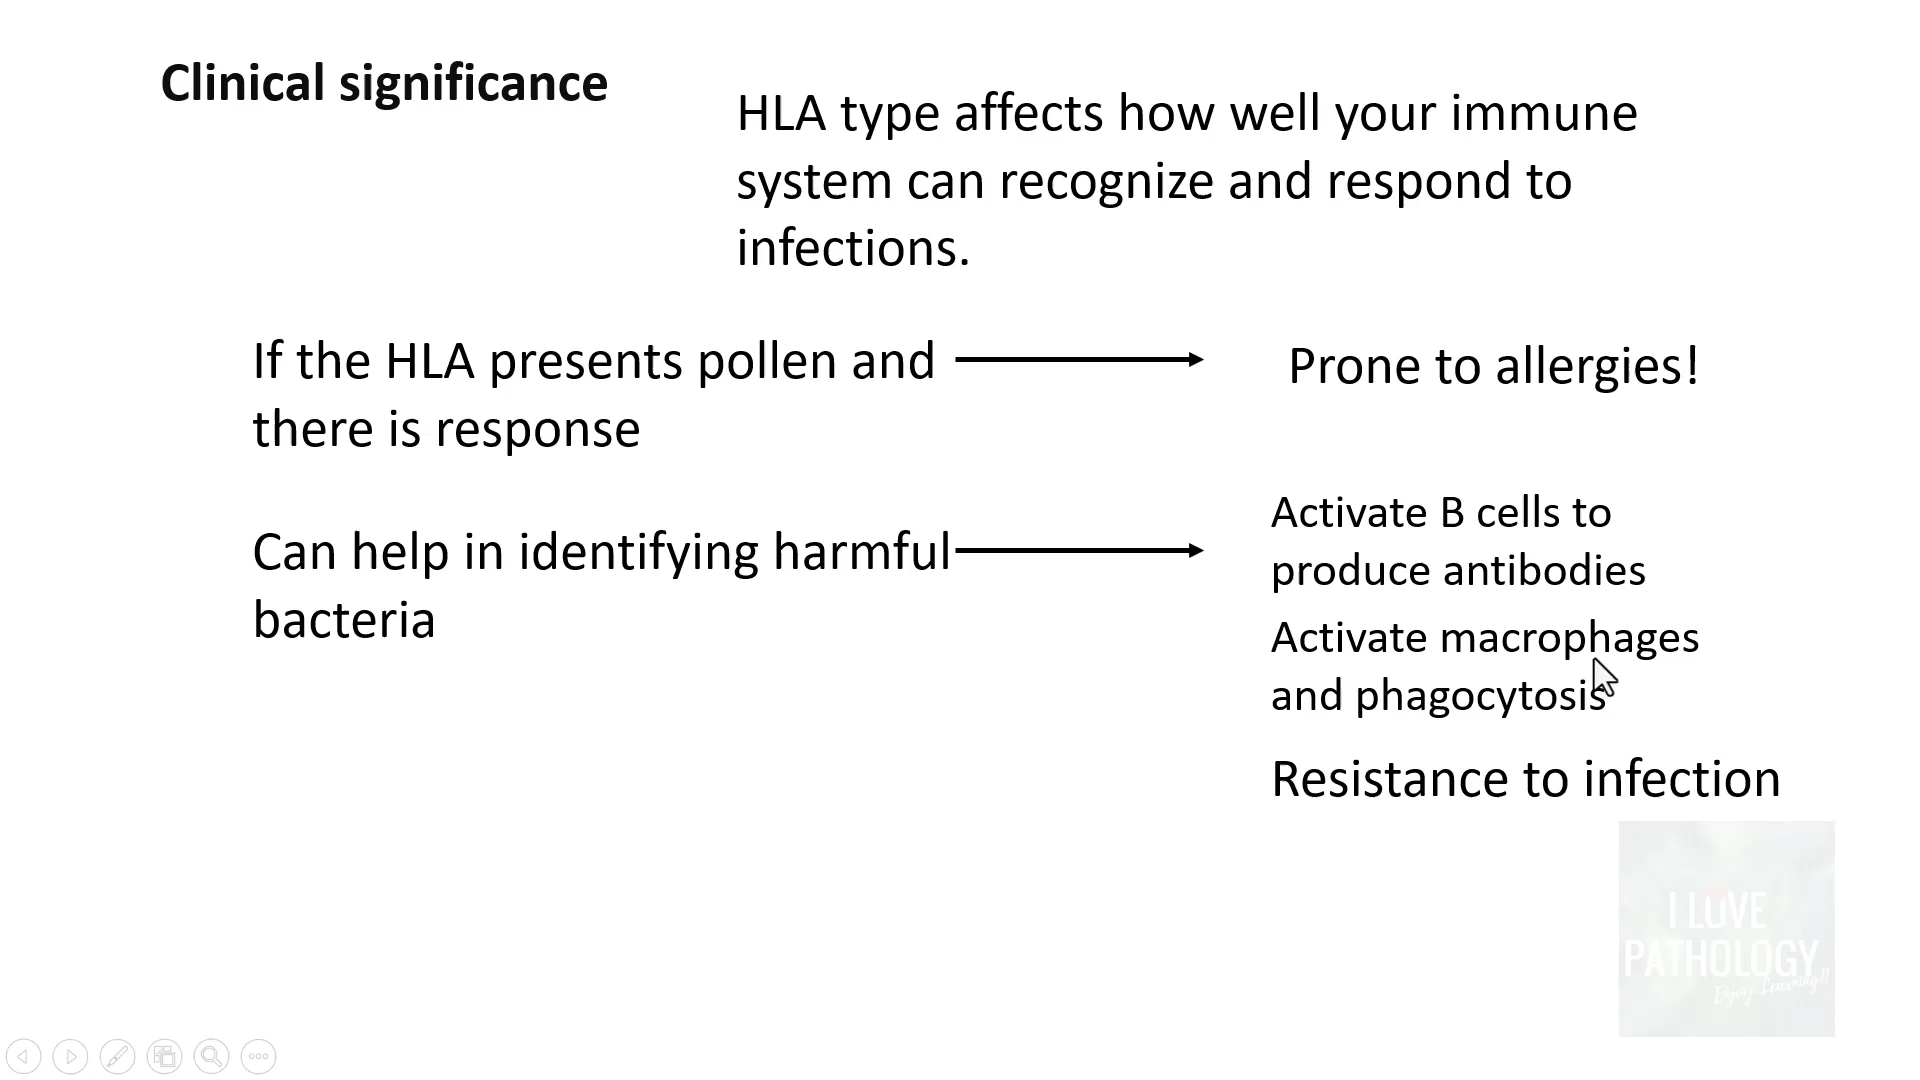 Clinical significance
HLA type affects how well your immune
system can recognize and respond to
infections.
If the HLA presents pollen and
there is response
Prone to allergies!
Can help in identifying harmful
bacteria
Activate B cells to
produce antibodies
Activate macrophages
and phagocytosis
Resistance to infection
I LOVE
PATHOLOGY
Enjoy Learning!!